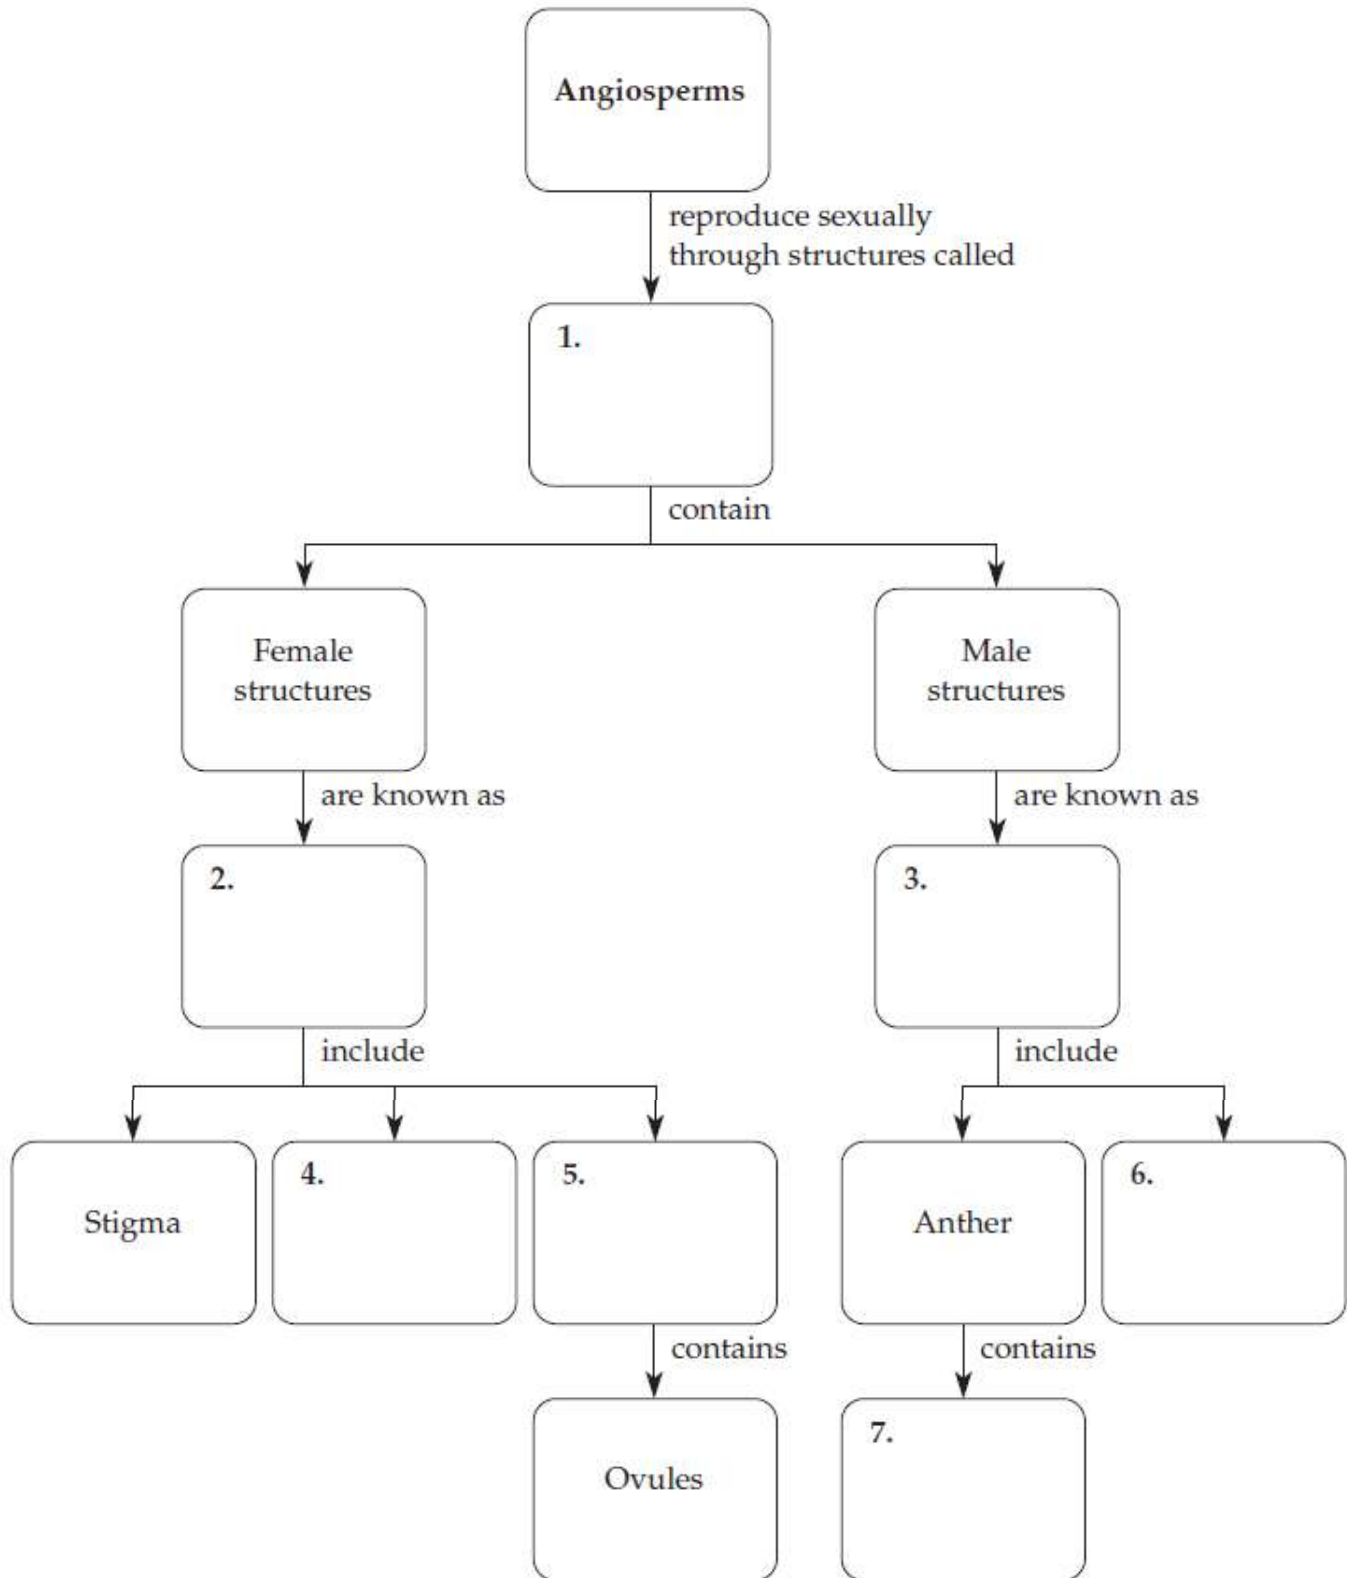 Angiosperms
reproduce sexually
through structures called
1.
contain
Female
structures
Male
structures
are known as
are known as
2.
3.
include
include
Stigma
4.
5.
Anther
6.
contains
contains
Ovules
7.